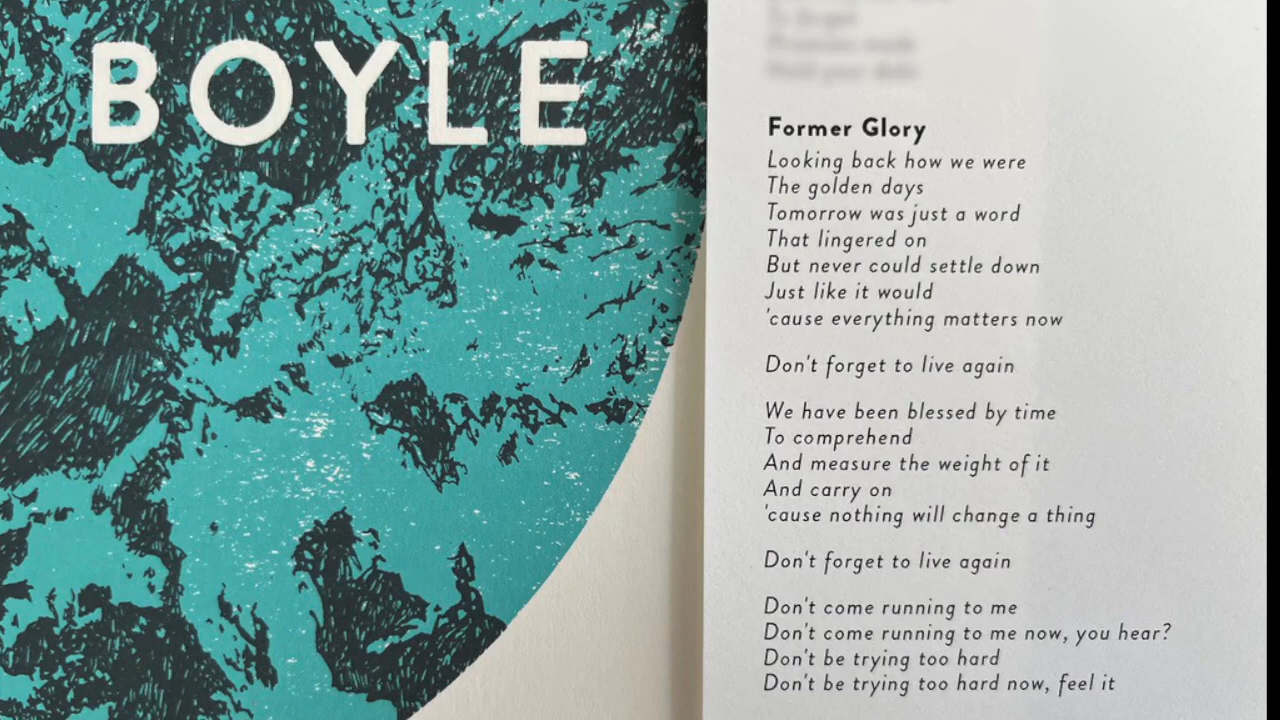 BOYLE
Former Glory
Looking back how we were
The golden days
Tomorrow was just a word
That lingered on
But never could settle down
Just like it would
'cause everything matters now
Don't forget to live again
We have been blessed by time
To comprehend
And measure the weight of it
And carry on
'cause nothing will change a thing
Don't forget to live again
Don't come running to me
Don't come running to me now, you hear?
Don't be trying too hard
Don't be trying too hard now, feel it